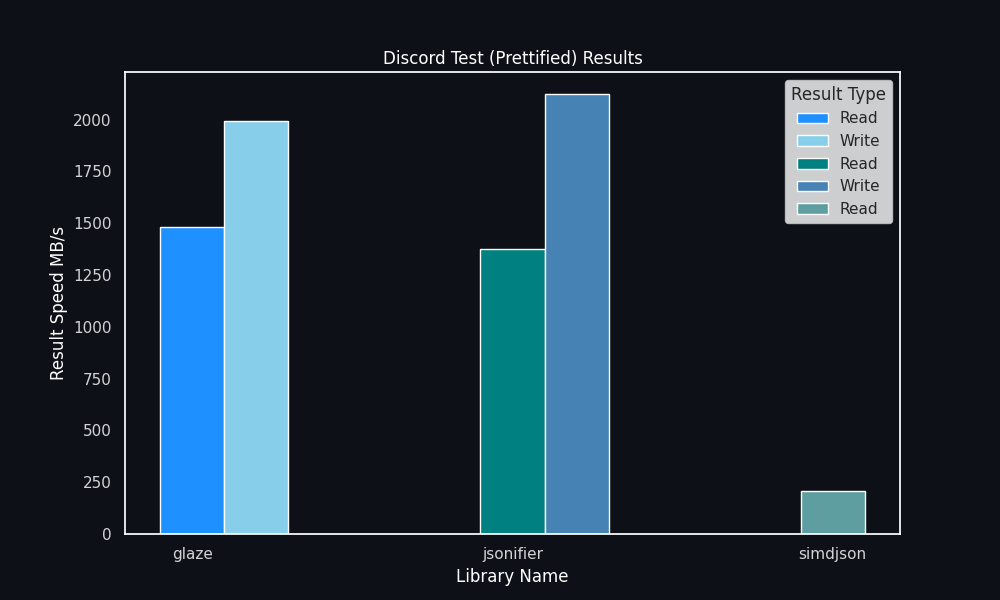 Discord Test (Prettified) Results
Result Speed MB/s
2000
1750
1500
1250
1000
750
500
250
0
Result Type
Read
Write
Read
Write
Read
glaze
jsonifier
simdjson
Library Name